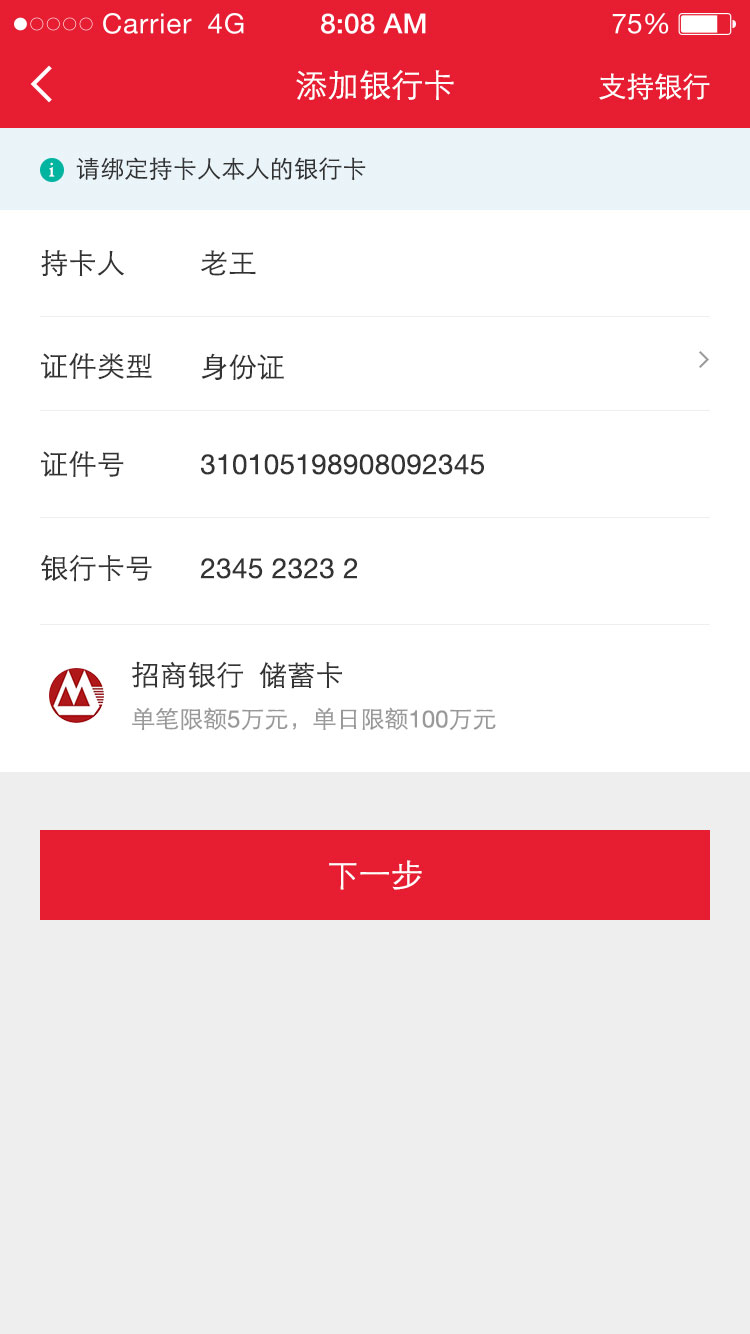 Carrier 4G 8:08 AM 75%
添加银行卡 支持银行
请绑定持卡人本人的银行卡
持卡人 老王
证件类型 身份证
证件号 310105198908092345
银行卡号 2345 2323 2
招商银行 储蓄卡
单笔限额5万元，单日限额100万元
下一步